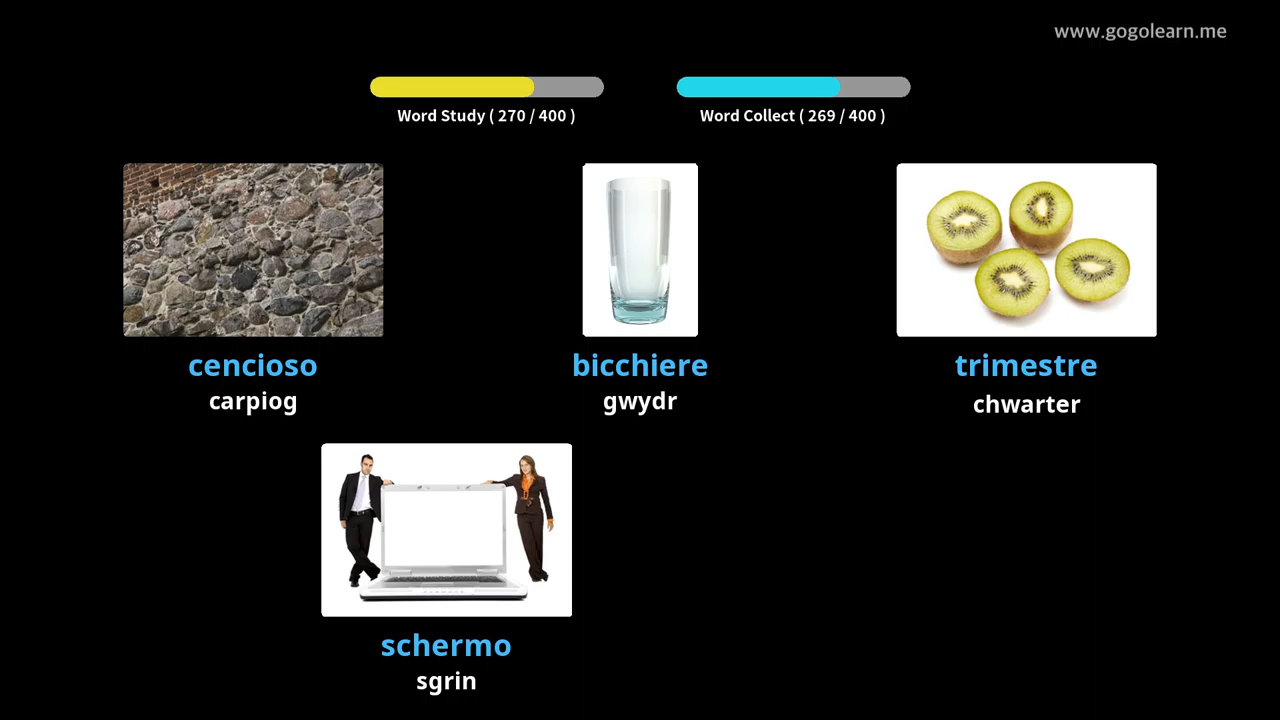 www.gogolearn.me
Word Study ( 270 / 400 )
Word Collect ( 269 / 400 )
cencioso
carpiog
bicchiere
gwydr
trimestre
chwarter
schermo
sgrin